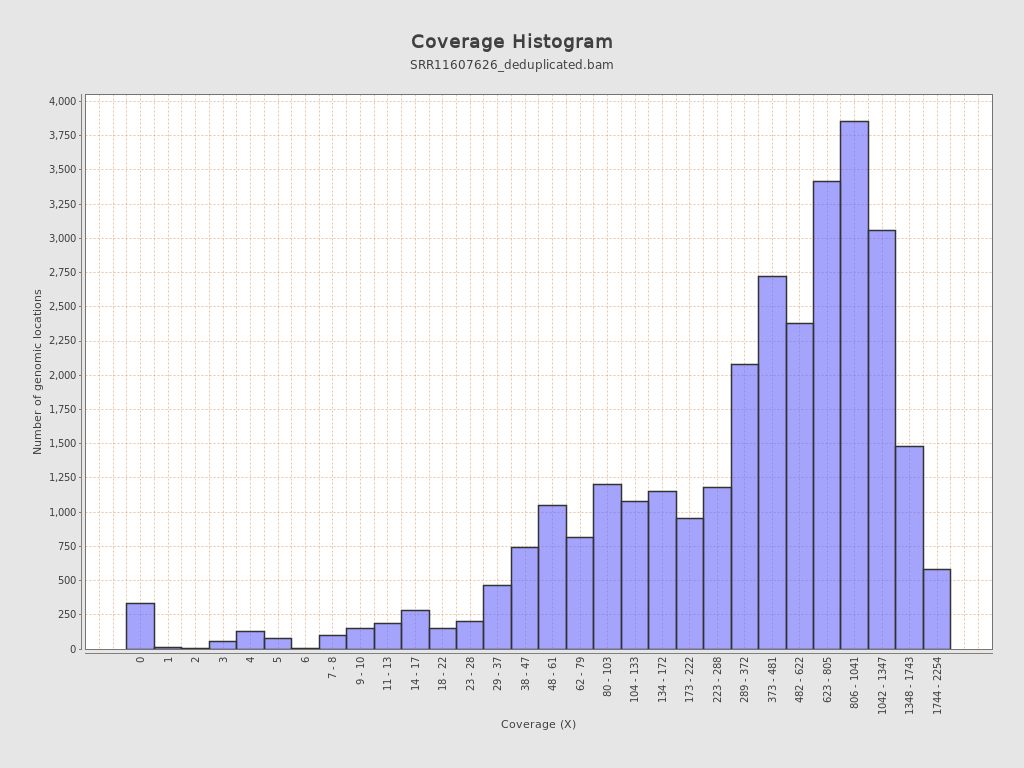 Coverage Histogram
SRR11607626_deduplicated.bam
Number of genomic locations
4,000
3,750
3,500
3,250
3,000
2,750
2,500
2,250
2,000
1,750
1,500
1,250
1,000
750
500
250
0
0
1
2
3
4
5
6
7 - 8
9 - 10
11 - 13
14 - 17
18 - 22
23 - 28
29 - 37
38 - 47
48 - 61
62 - 79
80 - 103
104 - 133
134 - 172
173 - 222
223 - 288
289 - 372
373 - 481
482 - 622
623 - 805
806 - 1041
1042 - 1347
1348 - 1743
1744 - 2254
Coverage (X)